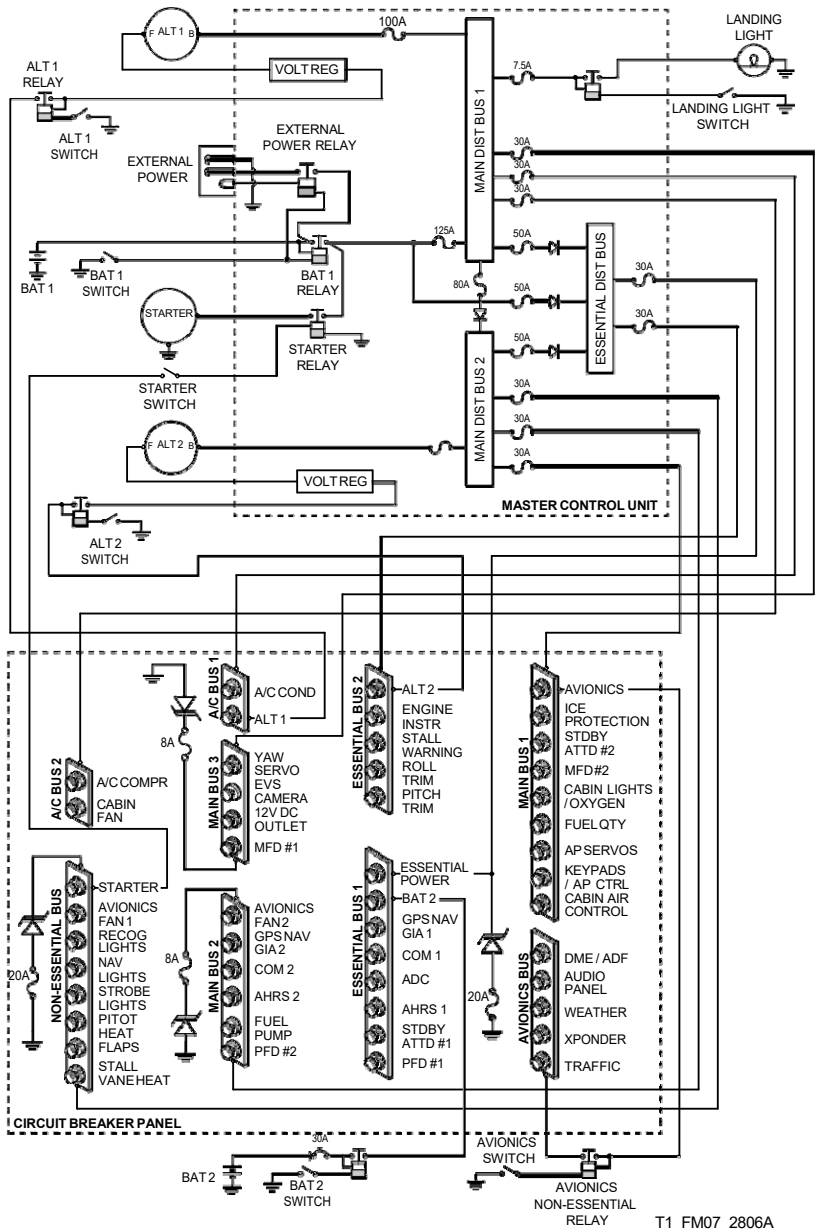 100A
F ALT 1 B
VOLT REG
LANDING
LIGHT
7.5A
ALT 1
RELAY
ALT 1
SWITCH
LANDING LIGHT
SWITCH
MAIN DIST BUS 1
EXTERNAL
POWER RELAY
EXTERNAL
POWER
30A
30A
30A
125A
50A
BAT 1
BAT 1
SWITCH
BAT 1
RELAY
80A
50A
ESSENTIAL DIST BUS
30A
30A
STARTER
STARTER
RELAY
50A
STARTER
SWITCH
MAIN DIST BUS 2
30A
30A
30A
F ALT 2 B
VOLT REG
MASTER CONTROL UNIT
ALT 2
SWITCH
A/C BUS 1
A/C COND
ALT 1
8A
A/C BUS 2
A/C COMPR
CABIN
FAN
MAIN BUS 3
YAW
SERVO
EVS
CAMERA
12V DC
OUTLET
MFD #1
ESSENTIAL BUS 2
ALT 2
ENGINE
INSTR
STALL
WARNING
ROLL
TRIM
PITCH
TRIM
MAIN BUS 1
AVIONICS
ICE
PROTECTION
STDBY
ATTD #2
MFD #2
CABIN LIGHTS
/ OXYGEN
FUEL QTY
AP SERVOS
KEYPADS
/ AP CTRL
CABIN AIR
CONTROL
NON-ESSENTIAL BUS
STARTER
AVIONICS
FAN 1
RECOG
LIGHTS
NAV
LIGHTS
STROBE
LIGHTS
PITOT
HEAT
FLAPS
STALL
VANE HEAT
20A
8A
MAIN BUS 2
AVIONICS
FAN 2
GPS NAV
GIA 2
COM 2
AHRS 2
FUEL
PUMP
PFD #2
ESSENTIAL BUS 1
ESSENTIAL
POWER
BAT 2
GPS NAV
GIA 1
COM 1
ADC
AHRS 1
STDBY
ATTD #1
PFD #1
20A
AVIONICS BUS
DME / ADF
AUDIO
PANEL
WEATHER
XPONDER
TRAFFIC
CIRCUIT BREAKER PANEL
30A
BAT 2
BAT 2
SWITCH
AVIONICS
SWITCH
AVIONICS
NON-ESSENTIAL
RELAY
T1_FM07_2806A